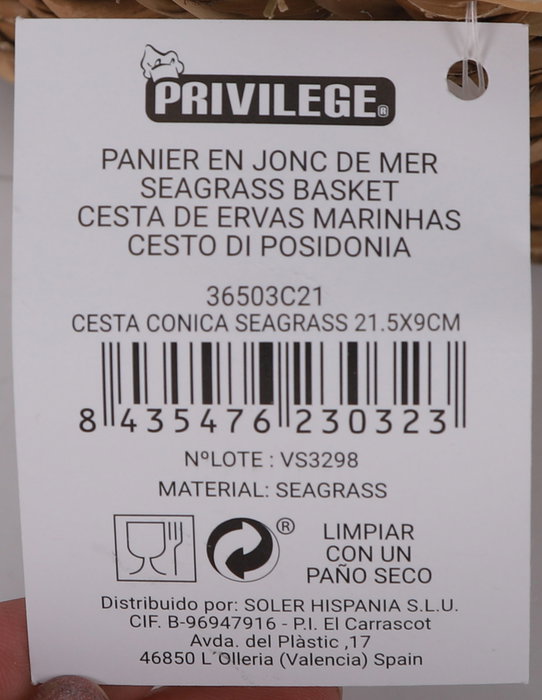 PRIVILEGE®
PANIER EN JONC DE MER
SEAGRASS BASKET
CESTA DE ERVAS MARINHAS
CESTO DI POSIDONIA
36503C21
CESTA CONICA SEAGRASS 21.5X9CM
8 435476 230323
NºLOTE : VS3298
MATERIAL: SEAGRASS
®
LIMPIAR
CON UN
PAÑO SECO
Distribuido por: SOLER HISPANIA S.L.U.
CIF. B-96947916 - P.I. El Carrascot
Avda. del Plàstic ,17
46850 L´Olleria (Valencia) Spain